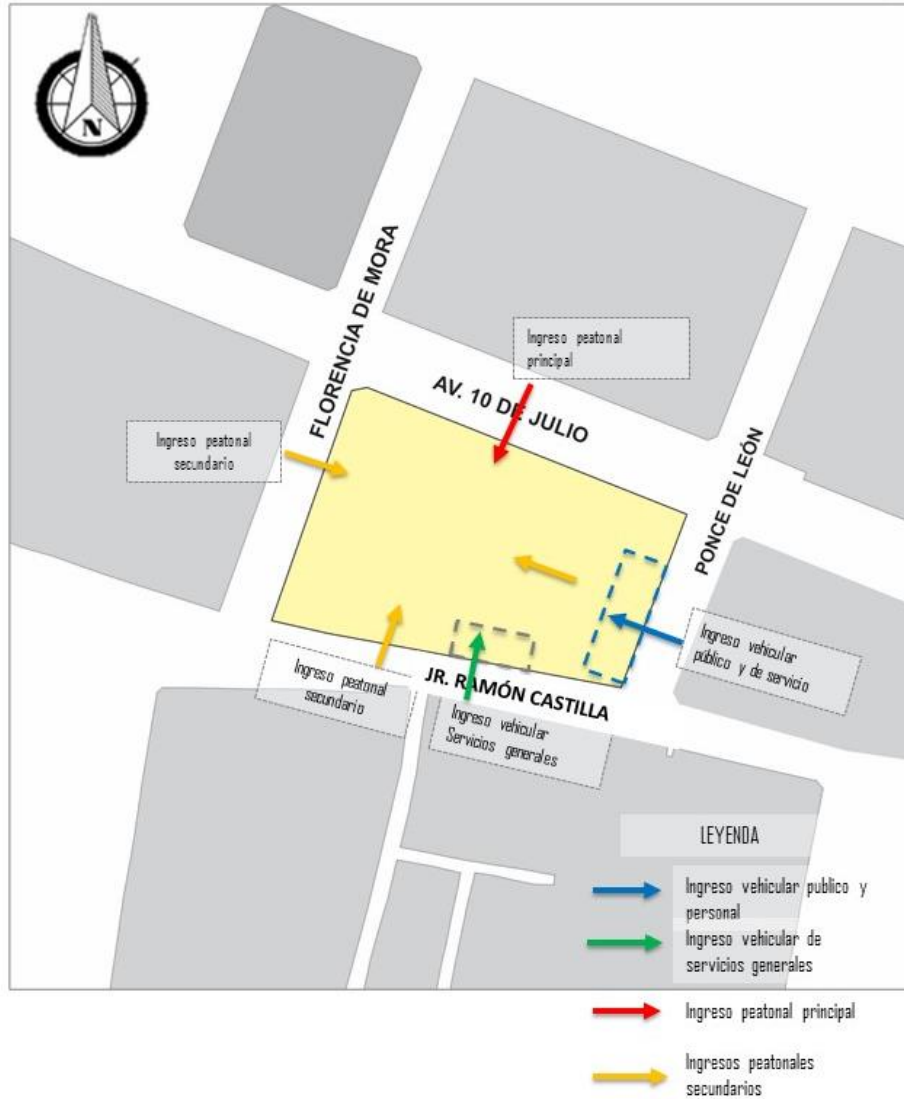 N
FLORENCIA DE MORA
Ingreso peatonal
principal
AV. 10 DE JULIO
Ingreso peatonal
secundario
PONCE DE LEÓN
Ingreso vehicular
público y de servicio
Ingreso peatonal
secundario
JR. RAMÓN CASTILLA
Ingreso vehicular
Servicios generales
LEYENDA
Ingreso vehicular publico y
personal
Ingreso vehicular de
servicios generales
Ingreso peatonal principal
Ingresos peatonales
secundarios